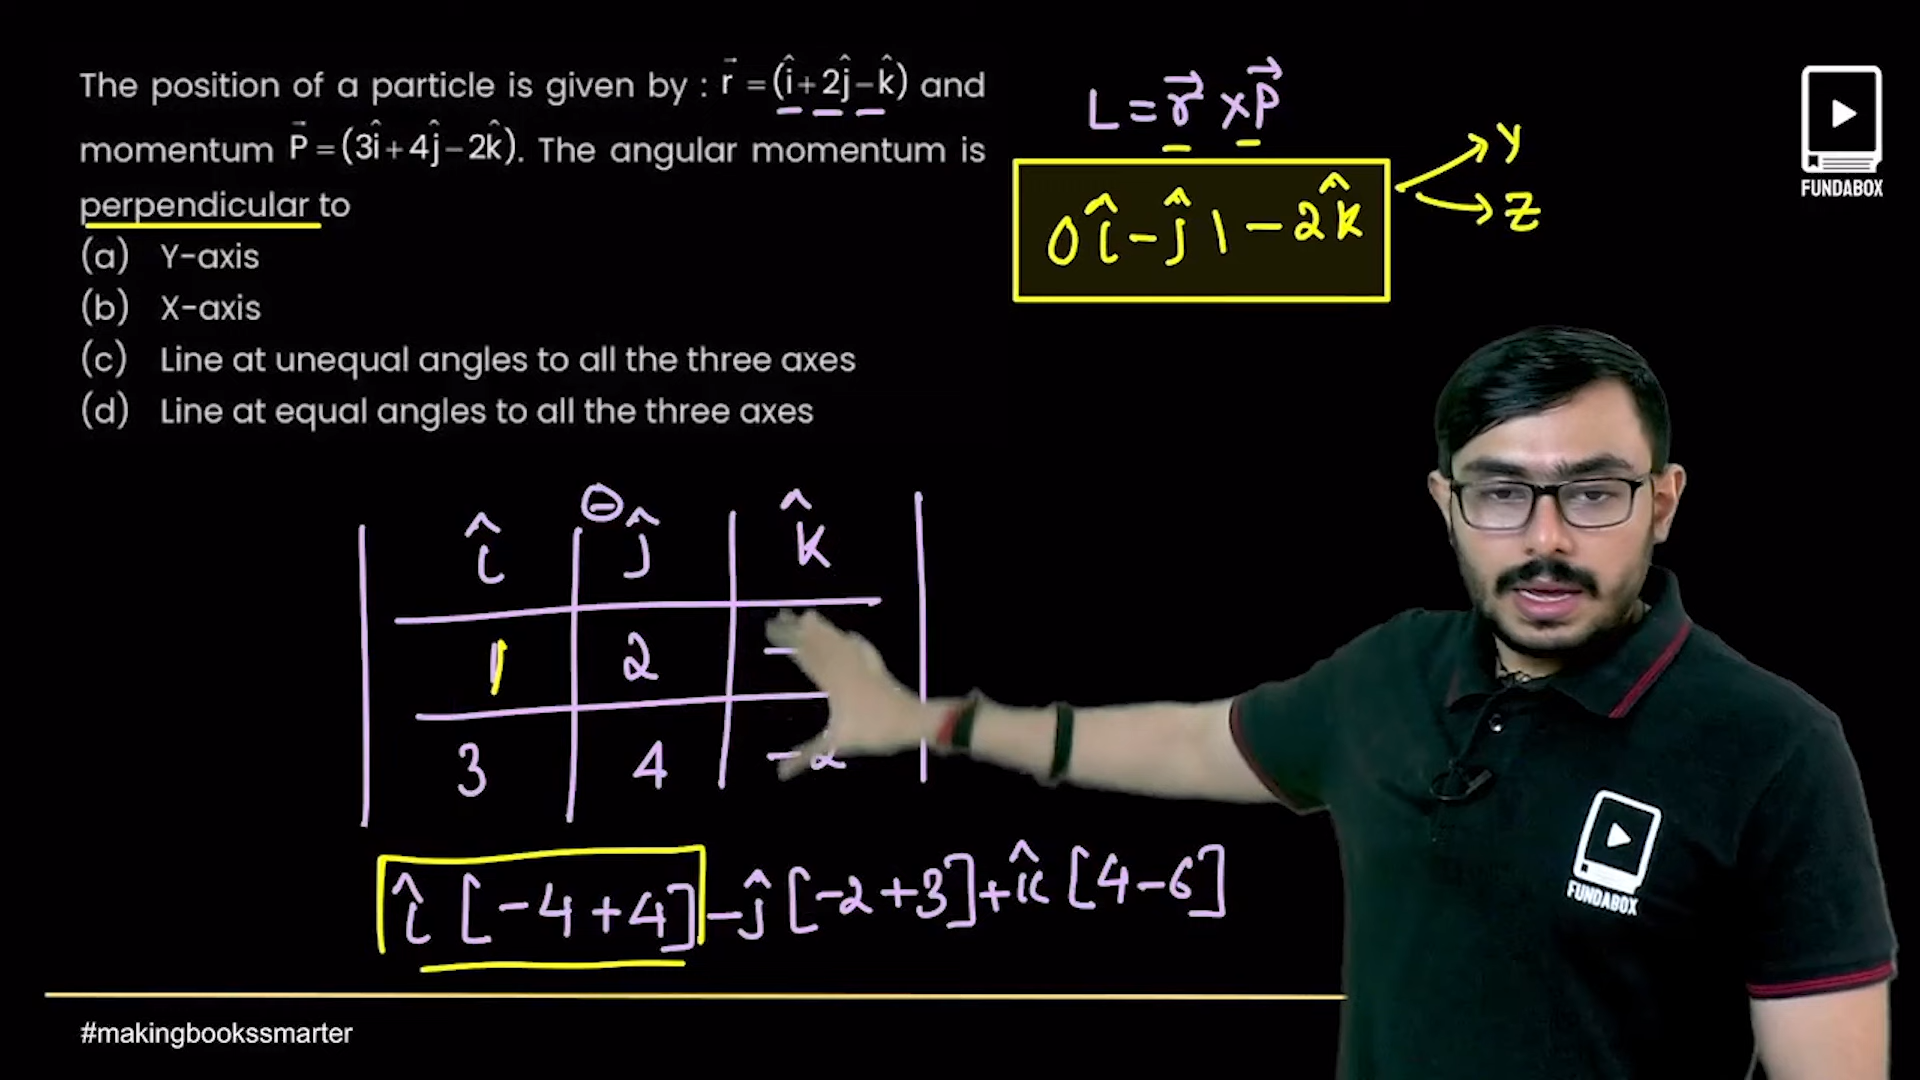 The position of a particle is given by : r⃗ = (î + 2ĵ − k̂) and
momentum P⃗ = (3î + 4ĵ − 2k̂). The angular momentum is
perpendicular to
(a) Y-axis
(b) X-axis
(c) Line at unequal angles to all the three axes
(d) Line at equal angles to all the three axes
L = r⃗ × P⃗
0î − ĵ 1 − 2k̂
Y
Z
FUNDABOX
⊖
î ĵ k̂
1 2 −
3 4 −2
î [−4 + 4] − ĵ [−2 + 3] + k̂ [4 − 6]
FUNDABOX
#makingbookssmarter